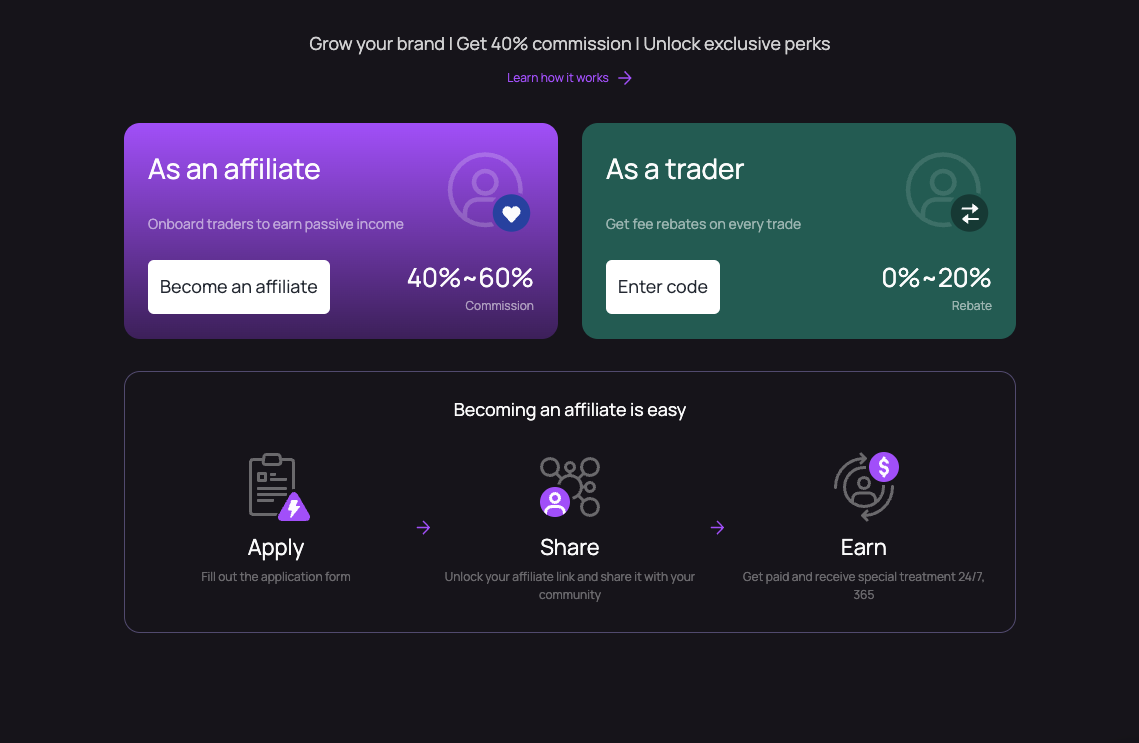 Grow your brand | Get 40% commission | Unlock exclusive perks
Learn how it works
As an affiliate
Onboard traders to earn passive income
Become an affiliate
40%~60%
Commission
As a trader
Get fee rebates on every trade
Enter code
0%~20%
Rebate
Becoming an affiliate is easy
Apply
Fill out the application form
Share
Unlock your affiliate link and share it with your
community
Earn
Get paid and receive special treatment 24/7,
365